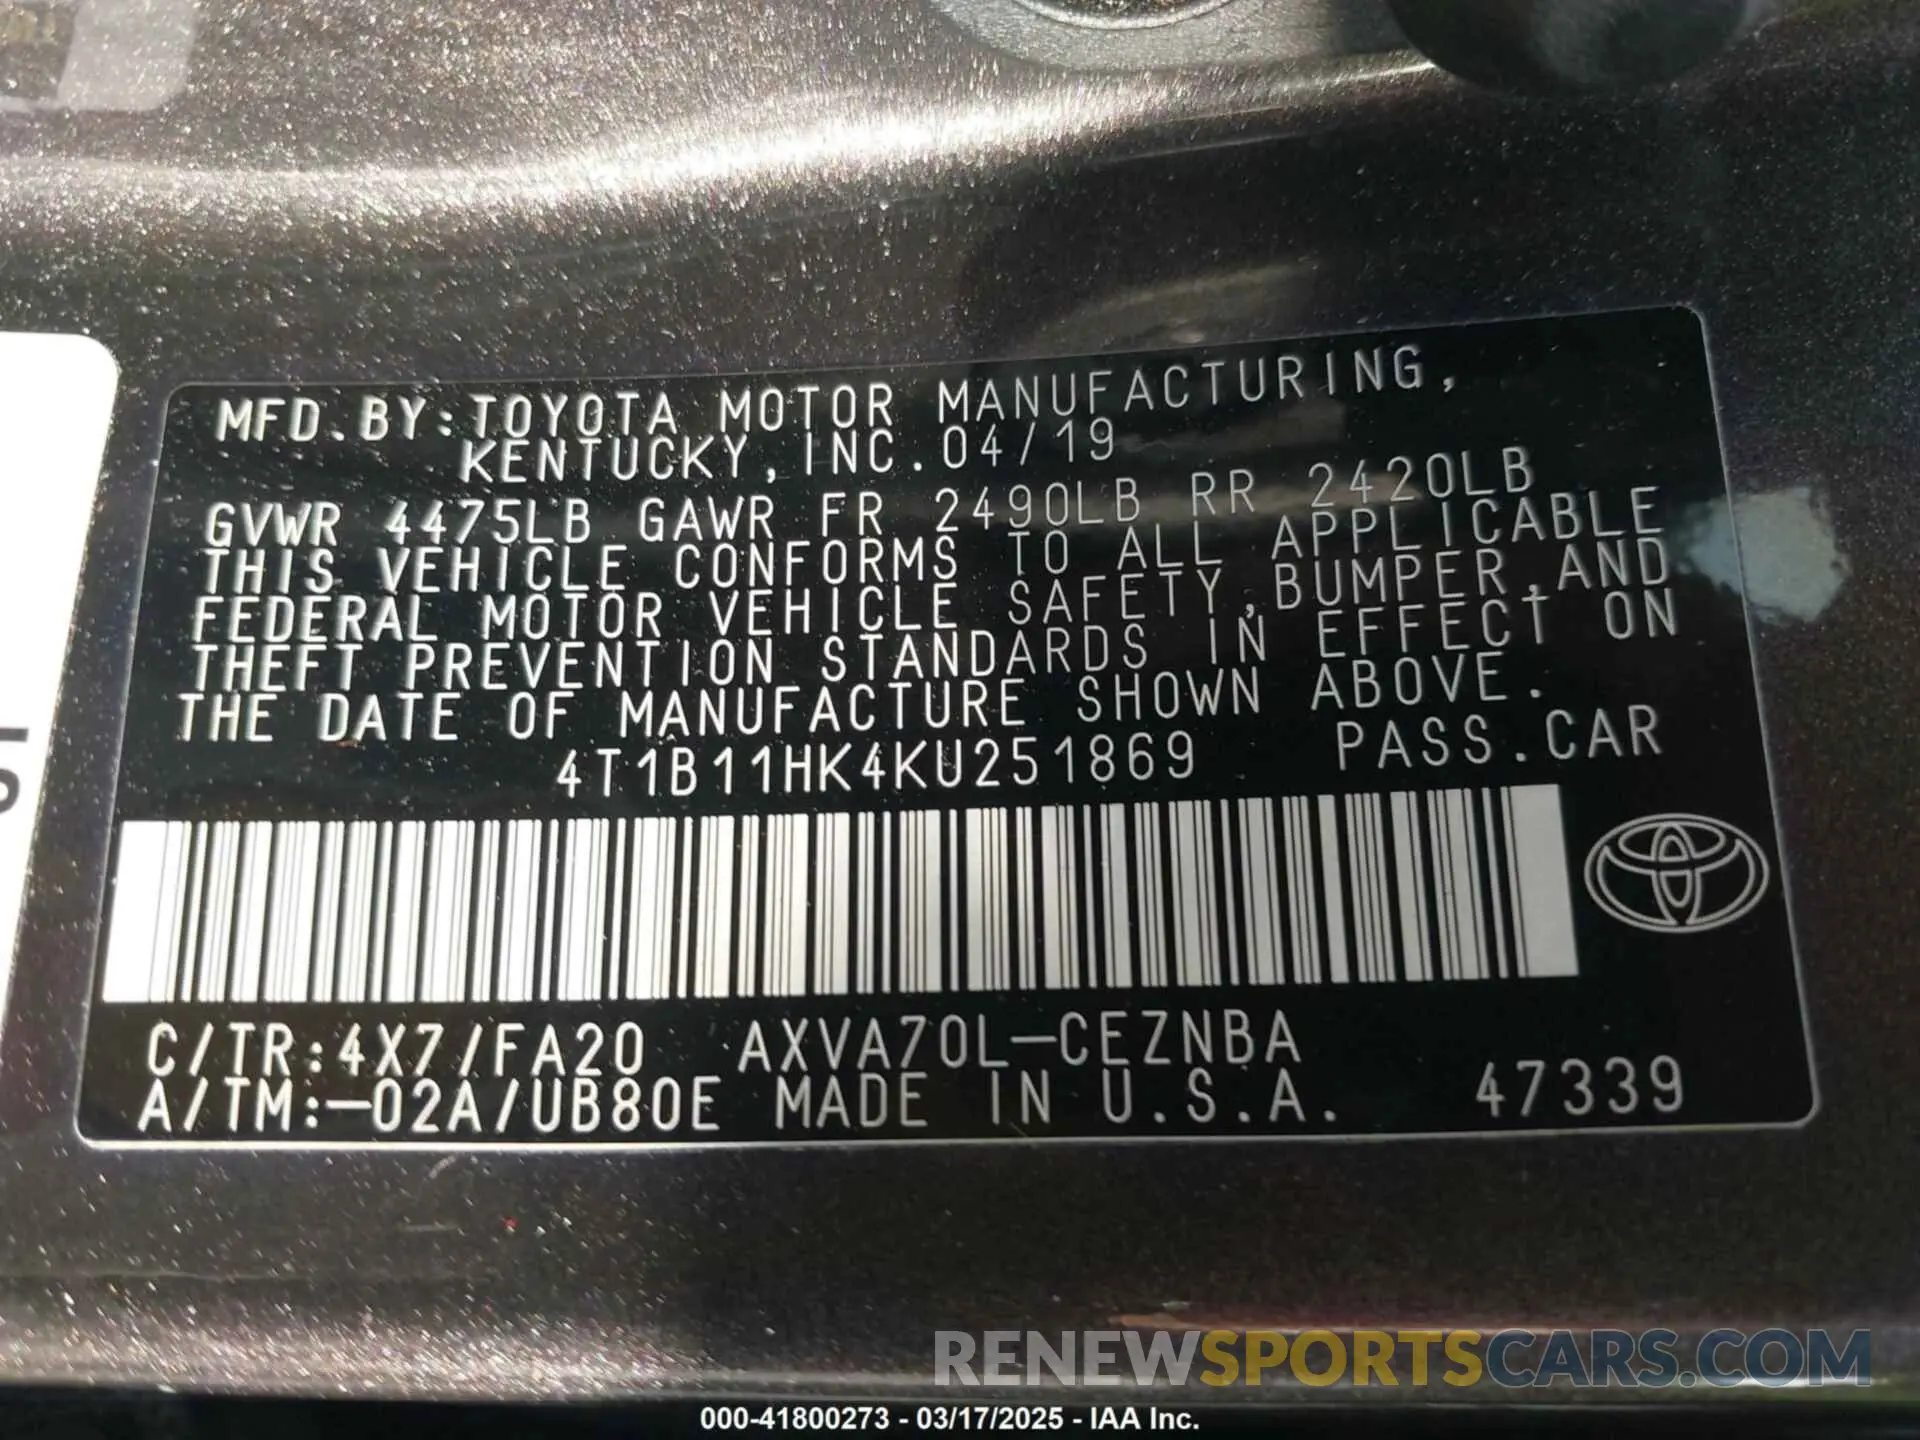 MFD.BY:TOYOTA MOTOR MANUFACTURING,
KENTUCKY,INC.04/19
GVWR 4475LB GAWR FR 2490LB RR 2420LB
THIS VEHICLE CONFORMS TO ALL APPLICABLE
FEDERAL MOTOR VEHICLE SAFETY,BUMPER,AND
THEFT PREVENTION STANDARDS IN EFFECT ON
THE DATE OF MANUFACTURE SHOWN ABOVE.
4T1B11HK4KU251869 PASS.CAR
C/TR:4X7/FA20 AXVA70L-CEZNBA
A/TM:-02A/UB80E MADE IN U.S.A. 47339
RENEWSPORTSCARS.COM
000-41800273 - 03/17/2025 - IAA Inc.